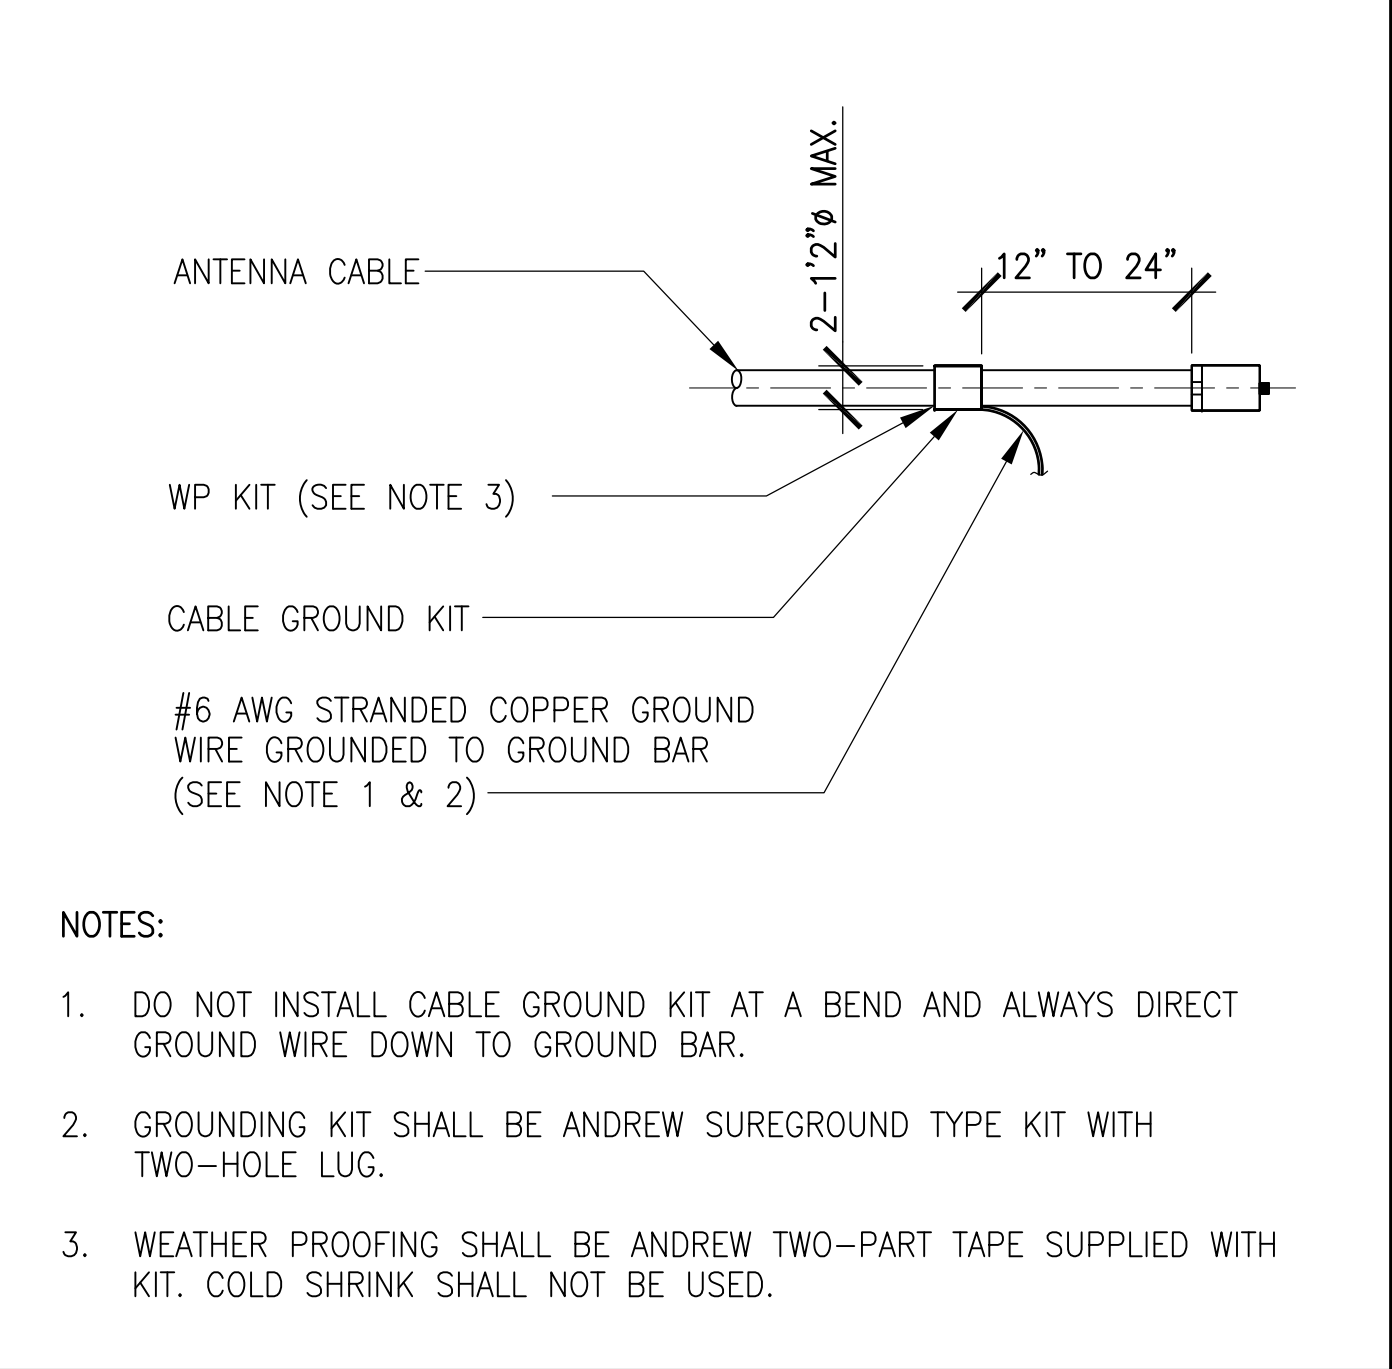 2-1'2"ø MAX.
12" TO 24"
ANTENNA CABLE
WP KIT (SEE NOTE 3)
CABLE GROUND KIT
#6 AWG STRANDED COPPER GROUND
WIRE GROUNDED TO GROUND BAR
(SEE NOTE 1 & 2)
NOTES:
1. DO NOT INSTALL CABLE GROUND KIT AT A BEND AND ALWAYS DIRECT
GROUND WIRE DOWN TO GROUND BAR.
2. GROUNDING KIT SHALL BE ANDREW SUREGROUND TYPE KIT WITH
TWO-HOLE LUG.
3. WEATHER PROOFING SHALL BE ANDREW TWO-PART TAPE SUPPLIED WITH
KIT. COLD SHRINK SHALL NOT BE USED.